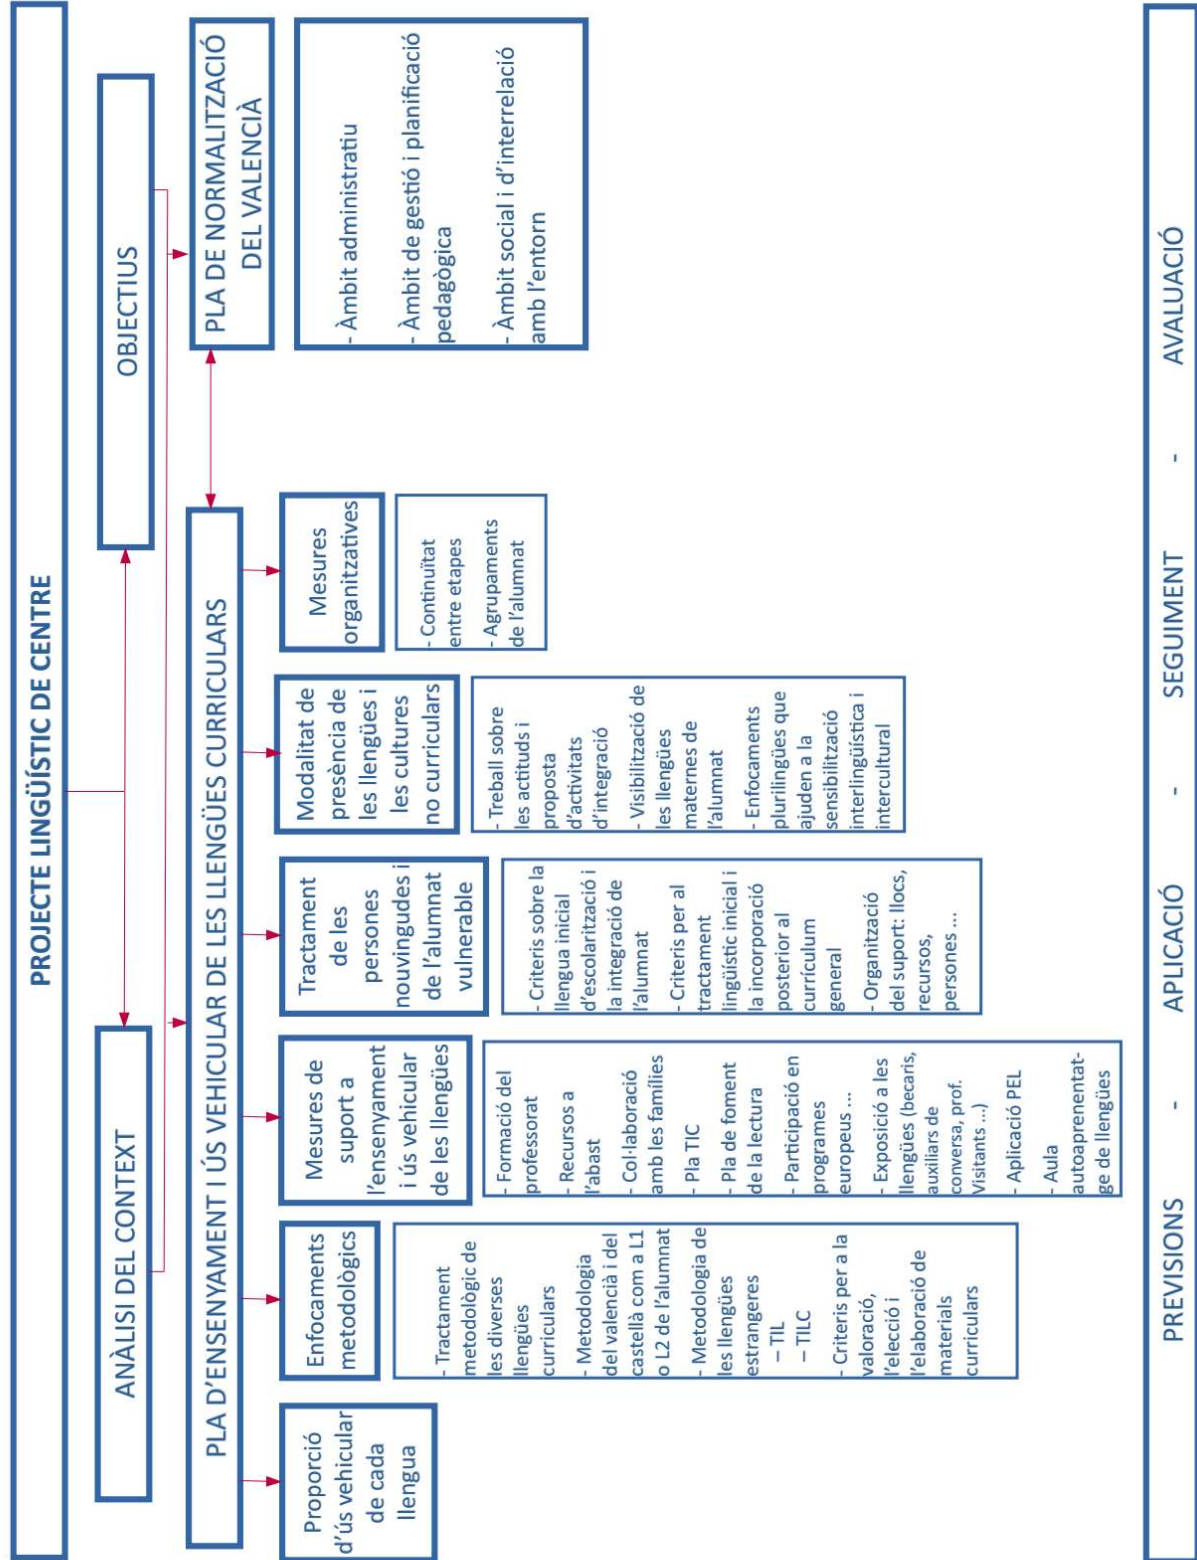 PROJECTE LINGÜÍSTIC DE CENTRE
ANÀLISI DEL CONTEXT
OBJECTIUS
PLA D'ENSENYAMENT I ÚS VEHICULAR DE LES LLENGÜES CURRICULARS
PLA DE NORMALITZACIÓ
DEL VALENCIÀ
Proporció
d'ús vehicular
de cada
llengua
Enfocaments
metodològics
- Tractament
metodològic de
les diverses
llengües
curriculars
- Metodologia
del valencià i del
castellà com a L1
o L2 de l'alumnat
- Metodologia de
les llengües
estrangeres
– TIL
– TILC
- Criteris per a la
valoració,
l'elecció i
l'elaboració de
materials
curriculars
Mesures de
suport a
l'ensenyament
i ús vehicular
de les llengües
- Formació del
professorat
- Recursos a
l'abast
- Col·laboració
amb les famílies
- Pla TIC
- Pla de foment
de la lectura
- Participació en
programes
europeus ...
- Exposició a les
llengües (becaris,
auxiliars de
conversa, prof.
Visitants ...)
- Aplicació PEL
- Aula
autoaprenentat-
ge de llengües
Tractament
de les
persones
nouvingudes i
de l'alumnat
vulnerable
- Criteris sobre la
llengua inicial
d'escolarització i
la integració de
l'alumnat
- Criteris per al
tractament
lingüístic inicial i
la incorporació
posterior al
currículum
general
- Organització
del suport: llocs,
recursos,
persones ...
Modalitat de
presència de
les llengües i
les cultures
no curriculars
- Treball sobre
les actituds i
proposta
d'activitats
d'integració
- Visibilització de
les llengües
maternes de
l'alumnat
- Enfocaments
plurilingües que
ajuden a la
sensibilització
interlingüística i
intercultural
Mesures
organitzatives
- Continuïtat
entre etapes
- Agrupaments
de l'alumnat
- Àmbit administratiu
- Àmbit de gestió i planificació
pedagògica
- Àmbit social i d'interrelació
amb l'entorn
PREVISIONS - APLICACIÓ - SEGUIMENT - AVALUACIÓ